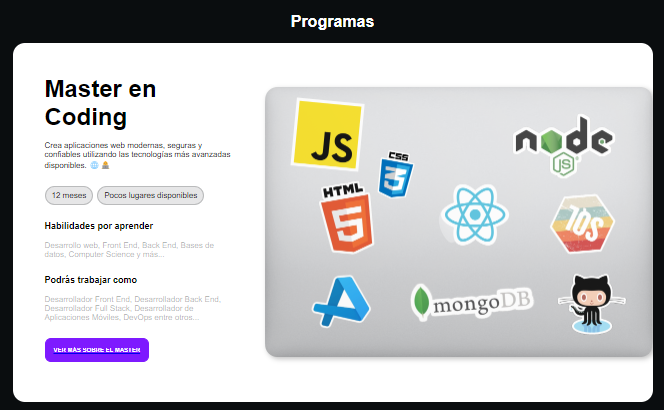 Programas
Master en
Coding
Crea aplicaciones web modernas, seguras y
confiables utilizando las tecnologías más avanzadas
disponibles.
12 meses
Pocos lugares disponibles
Habilidades por aprender
Desarrollo web, Front End, Back End, Bases de
datos, Computer Science y más...
Podrás trabajar como
Desarrollador Front End, Desarrollador Back End,
Desarrollador Full Stack, Desarrollador de
Aplicaciones Móviles, DevOps entre otros...
VER MÁS SOBRE EL MASTER
JS
CSS
3
HTML
5
node
JS
mongoDB